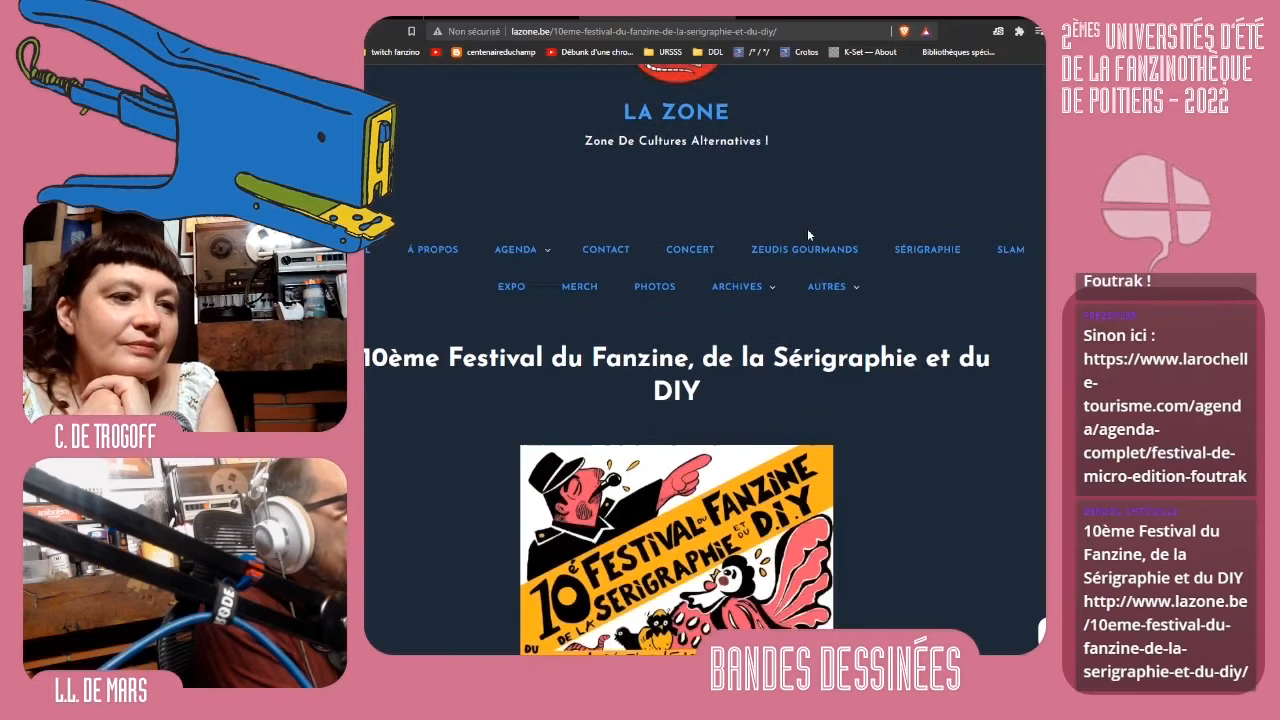 Non sécurisé | lazone.be/10eme-festival-du-fanzine-de-la-serigraphie-et-du-diy/
twitch fanzino centenaireduchamp Débunk d'une chro... URSSS DDL /*/ */ Crotos K-Set — About Bibliothèques spéci...
2ÈMES UNIVERSITÉS D'ÉTÉ
DE LA FANZINOTHÈQUE
DE POITIERS - 2022
LA ZONE
Zone De Cultures Alternatives !
Á PROPOS AGENDA CONTACT CONCERT ZEUDIS GOURMANDS SÉRIGRAPHIE SLAM
EXPO MERCH PHOTOS ARCHIVES AUTRES
10ème Festival du Fanzine, de la Sérigraphie et du
DIY
10è FESTIVAL DU FANZINE
DE LA SERIGRAPHIE ET DU D.I.Y
DU
C. DE TROGOFF
BODE
L.L. DE MARS
BANDES DESSINÉES
Foutrak !
Sinon ici :
https://www.larochell
e-
tourisme.com/agend
a/agenda-
complet/festival-de-
micro-edition-foutrak
10ème Festival du
Fanzine, de la
Sérigraphie et du DIY
http://www.lazone.be
/10eme-festival-du-
fanzine-de-la-
serigraphie-et-du-diy/